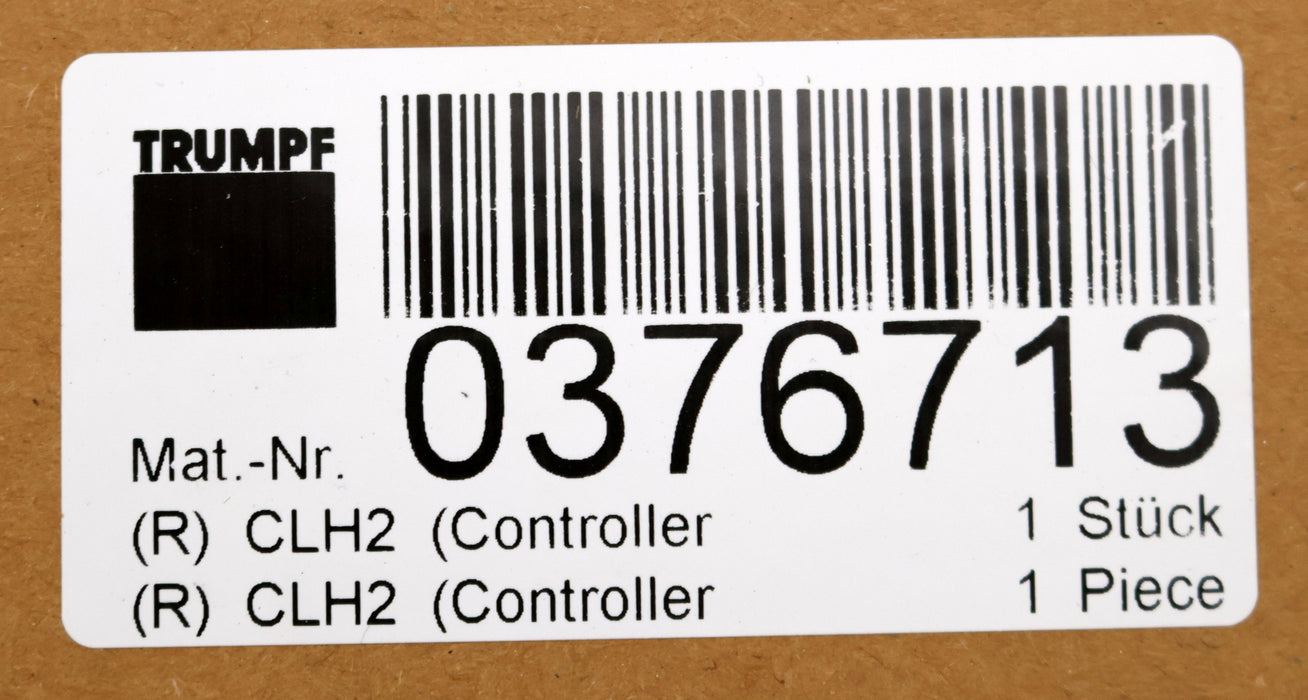 TRUMPF
0376713
Mat.-Nr.
(R) CLH2 (Controller 1 Stück
(R) CLH2 (Controller 1 Piece